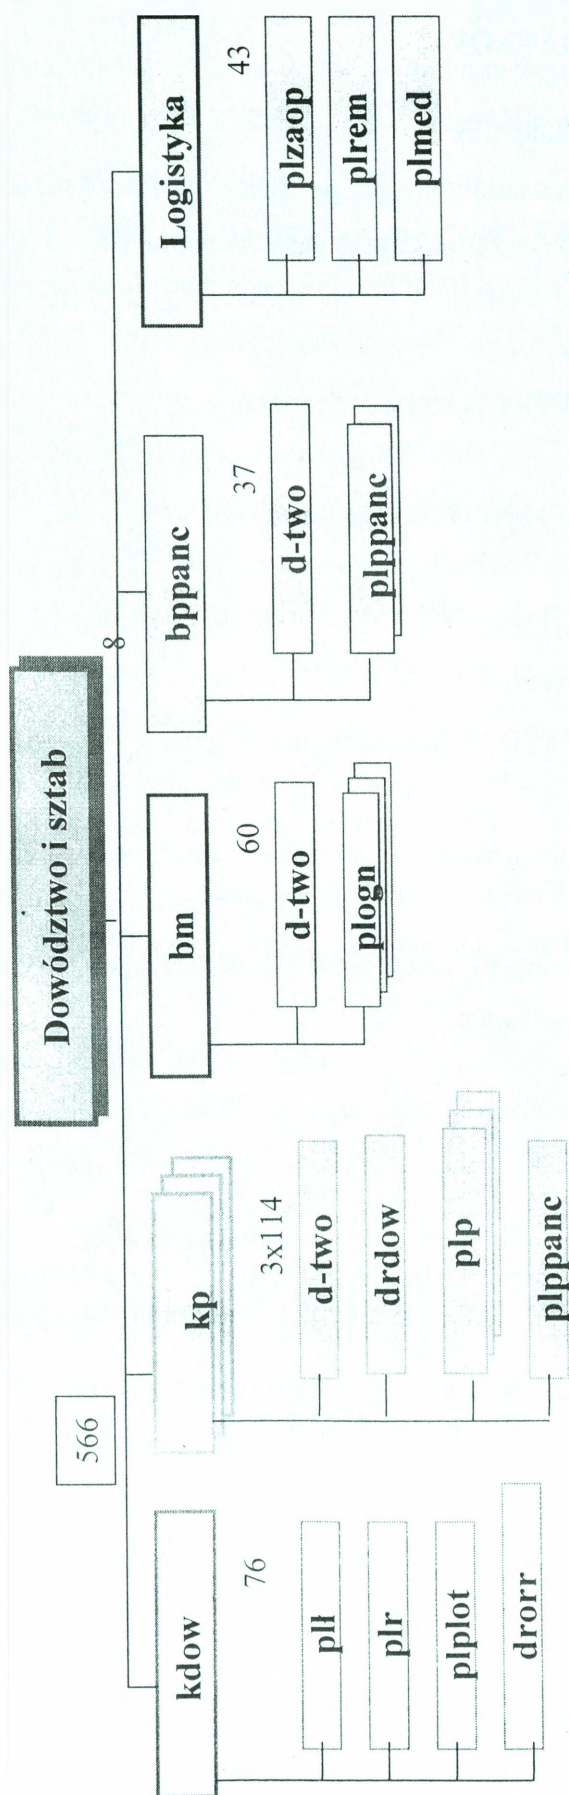 Dowództwo i sztab
8
566
kdow
76
plł
plr
plplot
drorr
kp
3x114
d-two
drdow
plp
plppanc
bm
60
d-two
plogn
bppanc
37
d-two
plppanc
Logistyka
43
plzaop
plrem
plmed